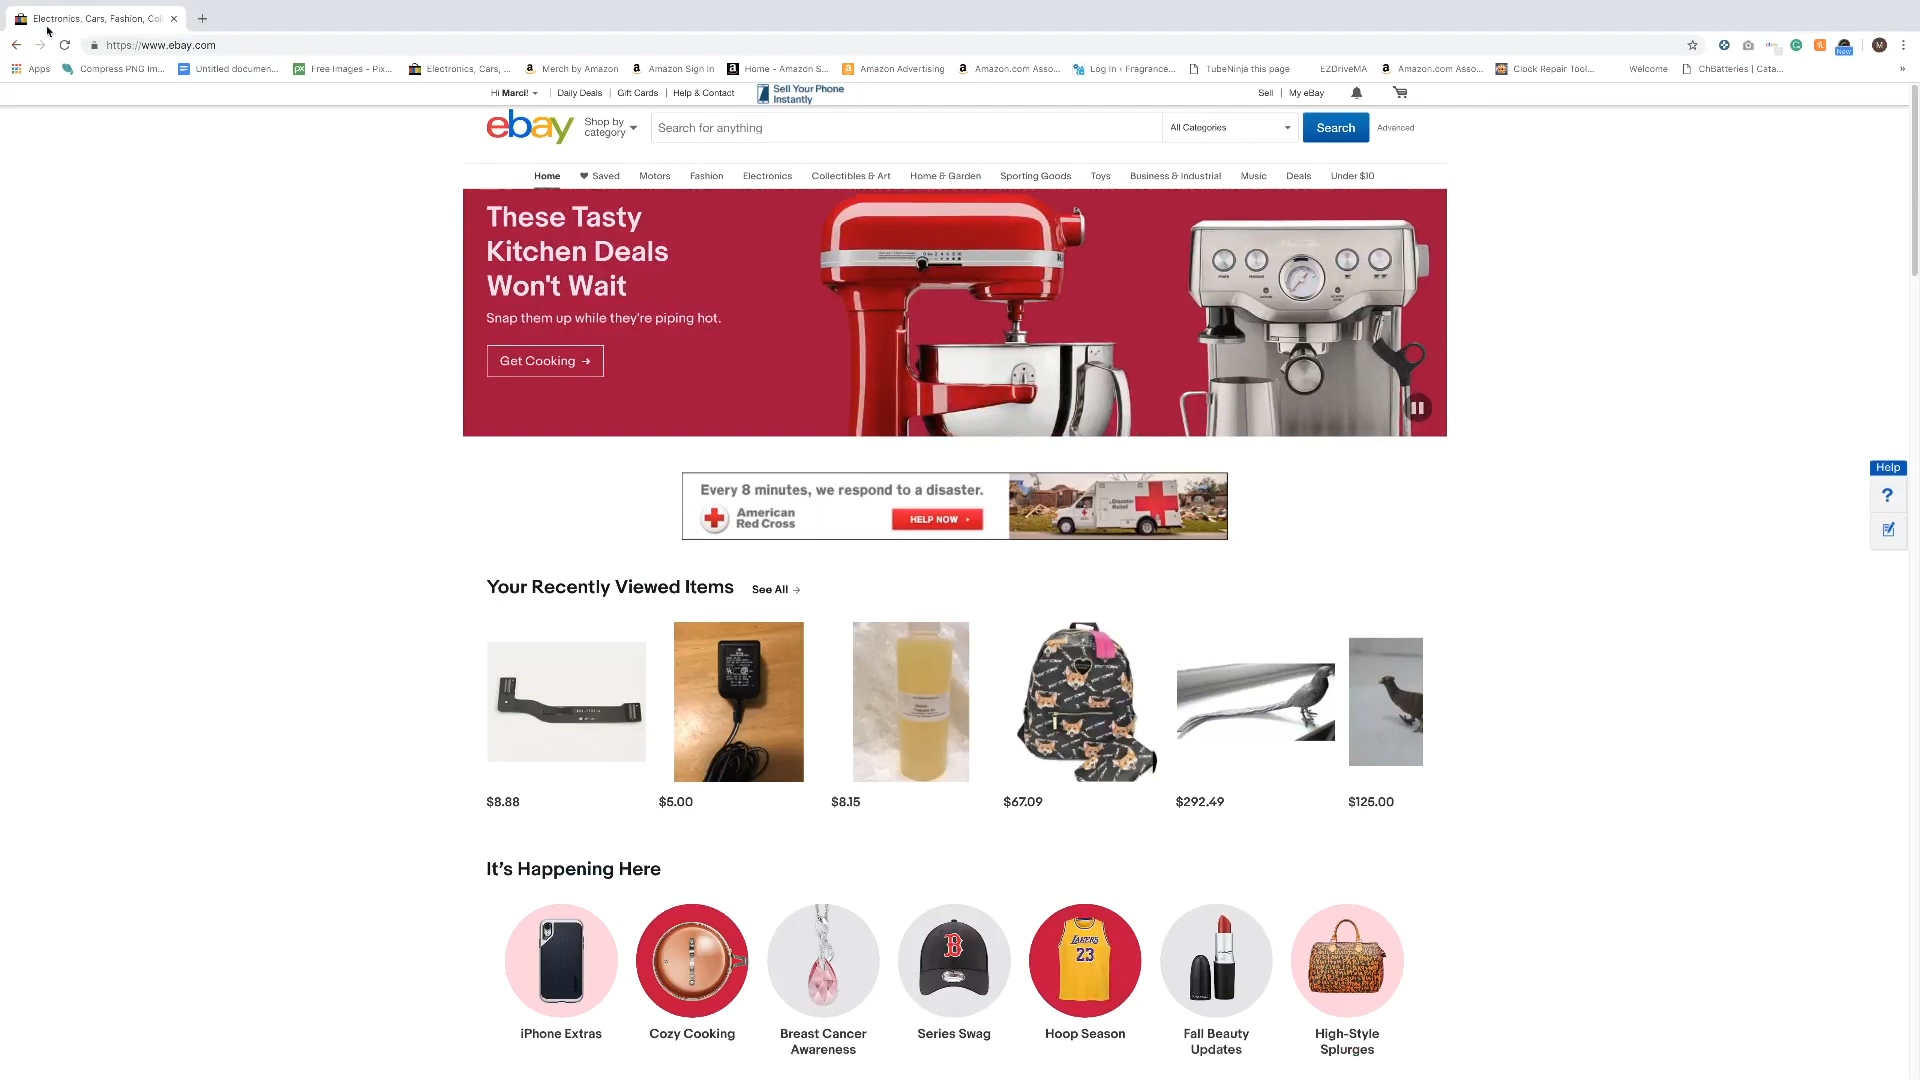 Electronics, Cars, Fashion, Col
https://www.ebay.com
New
M
Apps
Compress PNG Im...
Untitled documen...
Free Images - Pix...
Electronics, Cars, ...
Merch by Amazon
Amazon Sign In
Home - Amazon S...
Amazon Advertising
Amazon.com Asso...
Log In ‹ Fragrance...
TubeNinja this page
EZDriveMA
Amazon.com Asso...
Clock Repair Tool...
Welcome
ChBatteries | Cata...
»
Hi Marci!
Daily Deals
Gift Cards
Help & Contact
Sell Your Phone
Instantly
Sell
My eBay
ebay
Shop by
category
Search for anything
All Categories
Search
Advanced
Home
Saved
Motors
Fashion
Electronics
Collectibles & Art
Home & Garden
Sporting Goods
Toys
Business & Industrial
Music
Deals
Under $10
These Tasty
Kitchen Deals
Won't Wait
Snap them up while they're piping hot.
Get Cooking →
Every 8 minutes, we respond to a disaster.
American
Red Cross
HELP NOW
Disaster
Relief
Help
?
Your Recently Viewed Items
See All →
$8.88
$5.00
$8.15
$67.09
$292.49
$125.00
It's Happening Here
B
LAKERS
23
iPhone Extras
Cozy Cooking
Breast Cancer
Awareness
Series Swag
Hoop Season
Fall Beauty
Updates
High-Style
Splurges